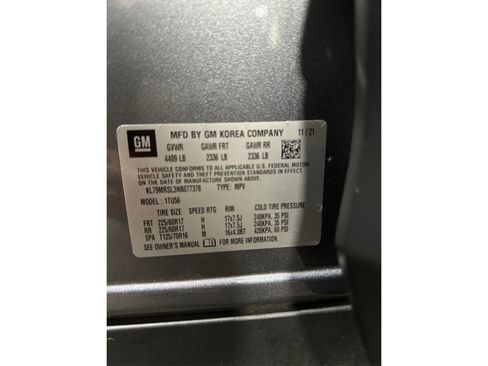 GM
MFD BY GM KOREA COMPANY 11/21
GVWR GAWR FRT GAWR RR
4409 LB 2336 LB 2336 LB
THIS VEHICLE CONFORMS TO ALL APPLICABLE U.S. FEDERAL MOTOR
VEHICLE SAFETY AND THEFT PREVENTION STANDARDS IN EFFECT
ON THE DATE OF MANUFACTURE SHOWN ABOVE.
KL79MRSL3NB077378 TYPE: MPV
MODEL: 1TU56
TIRE SIZE SPEED RTG RIM COLD TIRE PRESSURE
FRT 225/60R17 H 17x7.5J 240KPA, 35 PSI
RR 225/60R17 H 17x7.5J 240KPA, 35 PSI
SPA T125/70R16 M 16x4.0BT 420KPA, 60 PSI
SEE OWNER'S MANUAL FOR MORE INFORMATION.